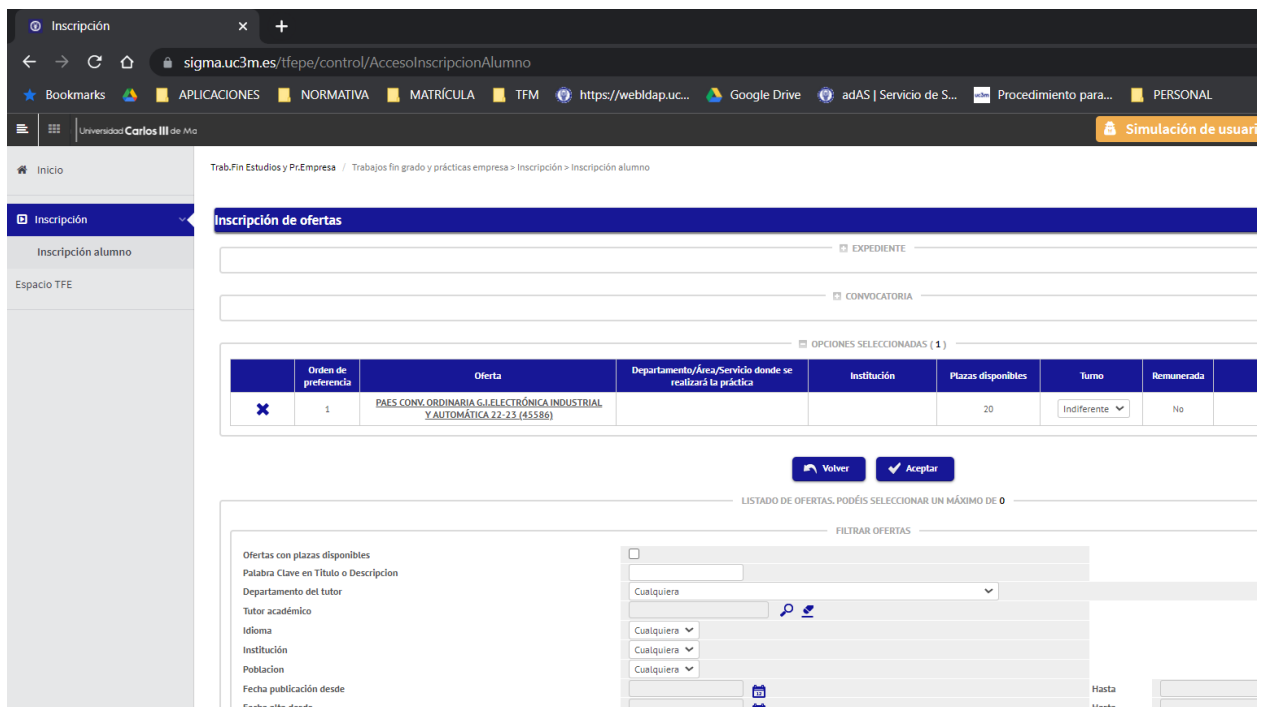 Inscripción
sigma.uc3m.es/tfepe/control/AccesoInscripcionAlumno
Bookmarks APLICACIONES NORMATIVA MATRÍCULA TFM https://webldap.uc... Google Drive adAS | Servicio de S... Procedimiento para... PERSONAL
Universidad Carlos III de Ma
Simulación de usuari
Inicio
Trab.Fin Estudios y Pr.Empresa / Trabajos fin grado y prácticas empresa > Inscripción > Inscripción alumno
Inscripción
Inscripción alumno
Espacio TFE
Inscripción de ofertas
EXPEDIENTE
CONVOCATORIA
OPCIONES SELECCIONADAS ( 1 )
Orden de preferencia Oferta Departamento/Área/Servicio donde se realizará la práctica Institución Plazas disponibles Turno Remunerada
1 PAES CONV. ORDINARIA G.I.ELECTRÓNICA INDUSTRIAL Y AUTOMÁTICA 22-23 (45586) 20 Indiferente No
Volver Aceptar
LISTADO DE OFERTAS. PODÉIS SELECCIONAR UN MÁXIMO DE 0
FILTRAR OFERTAS
Ofertas con plazas disponibles
Palabra Clave en Titulo o Descripcion
Departamento del tutor Cualquiera
Tutor académico
Idioma Cualquiera
Institución Cualquiera
Poblacion Cualquiera
Fecha publicación desde Hasta